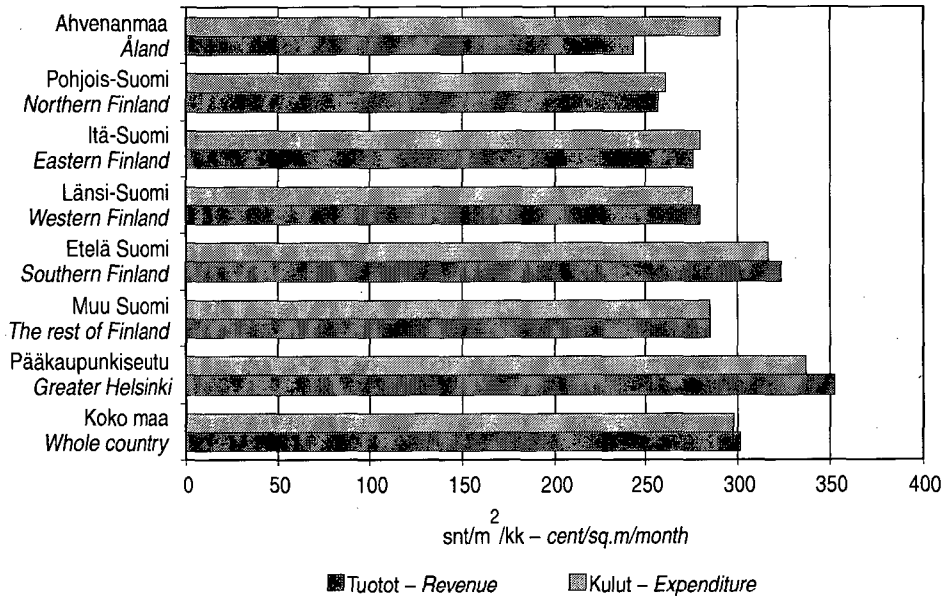 Ahvenanmaa
Åland
Pohjois-Suomi
Northern Finland
Itä-Suomi
Eastern Finland
Länsi-Suomi
Western Finland
Etelä Suomi
Southern Finland
Muu Suomi
The rest of Finland
Pääkaupunkiseutu
Greater Helsinki
Koko maa
Whole country
0 50 100 150 200 250 300 350 400
snt/m²/kk – cent/sq.m/month
Tuotot – Revenue Kulut – Expenditure